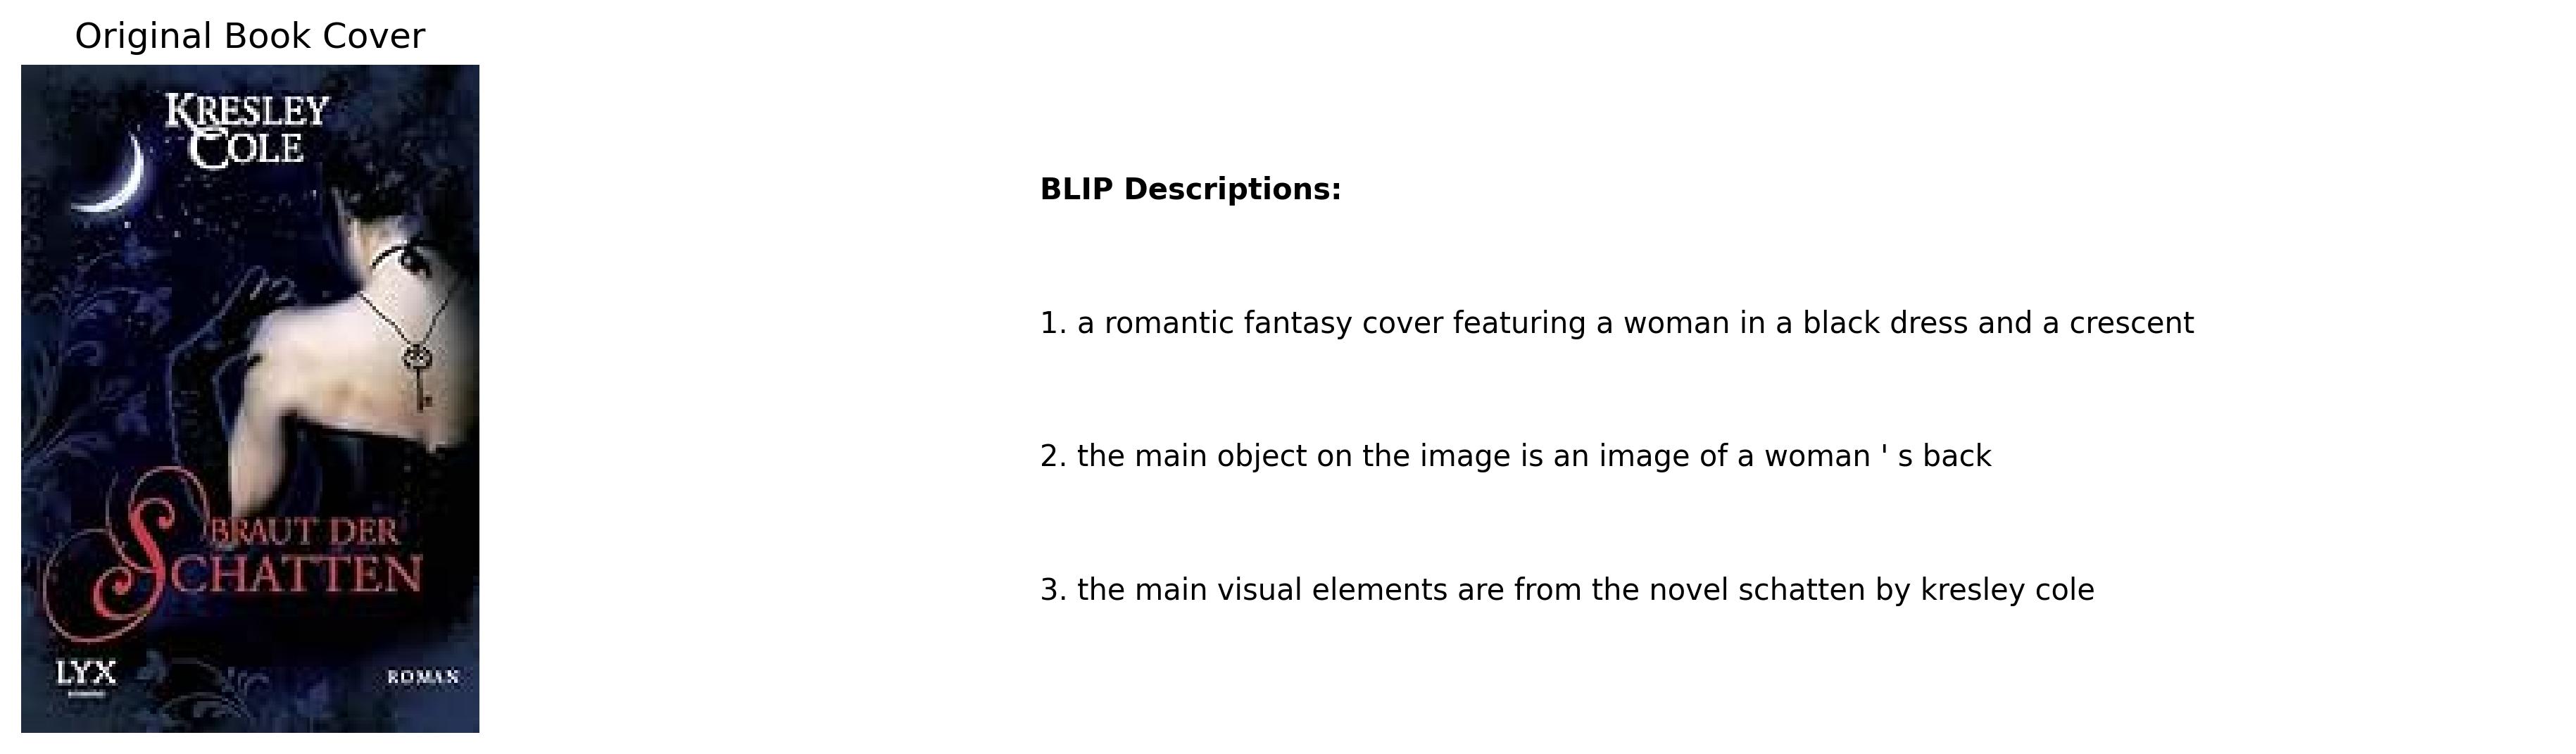 Original Book Cover
KRESLEY
COLE
BRAUT DER
SCHATTEN
LYX
ROMAN
BLIP Descriptions:
1. a romantic fantasy cover featuring a woman in a black dress and a crescent
2. the main object on the image is an image of a woman ' s back
3. the main visual elements are from the novel schatten by kresley cole